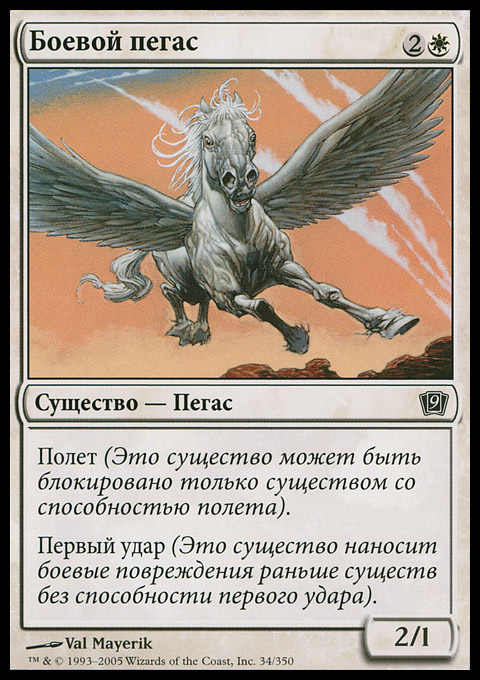 Боевой пегас 2
Существо — Пегас 9
Полет (Это существо может быть
блокировано только существом со
способностью полета).
Первый удар (Это существо наносит
боевые повреждения раньше существ
без способности первого удара).
Val Mayerik
2/1
™ & © 1993–2005 Wizards of the Coast, Inc. 34/350